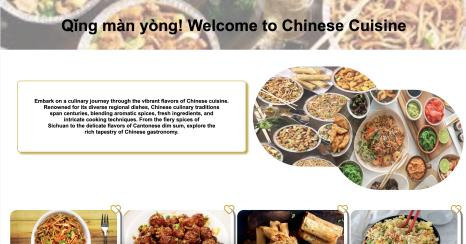 Qǐng màn yòng! Welcome to Chinese Cuisine
Embark on a culinary journey through the vibrant flavors of Chinese cuisine.
Renowned for its diverse regional dishes, Chinese culinary traditions
span centuries, blending aromatic spices, fresh ingredients, and
intricate cooking techniques. From the fiery spices of
Sichuan to the delicate flavors of Cantonese dim sum, explore the
rich tapestry of Chinese gastronomy.